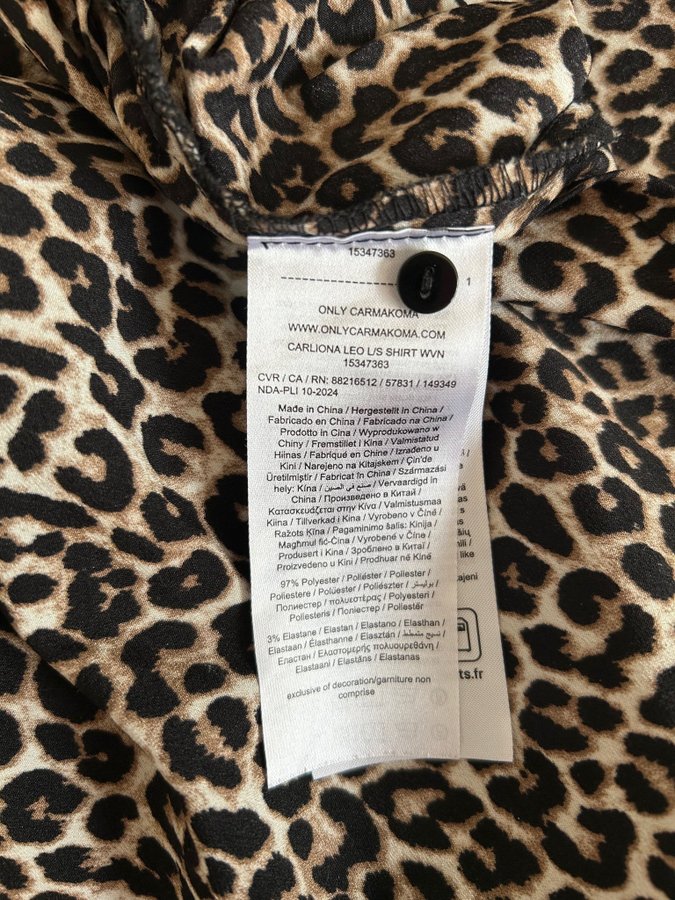 15347363
1
ONLY CARMAKOMA
WWW.ONLYCARMAKOMA.COM
CARLIONA LEO L/S SHIRT WVN
15347363
CVR / CA / RN: 88216512 / 57831 / 149349
NDA-PLI 10-2024
Made in China / Hergestellt in China /
Fabricado en China / Fabricado na China /
Prodotto in Cina / Wyprodukowano w
Chiny / Fremstillet i Kina / Valmistatud
Hiinas / Fabriqué en Chine / Izrađeno u
Kini / Narejeno na Kitajskem / Çin'de
Üretilmiştir / Fabricat în China / Származási
hely: Kína / صنع في الصين / Vervaardigd in
China / Произведено в Китай /
Κατασκευάζεται στην Κίνα / Valmistusmaa
Kiina / Tillverkad i Kina / Vyrobeno v Číně /
Ražots Ķīna / Pagaminimo šalis: Kinija /
Magħmul fiċ-Ċina / Vyrobené v Číne /
Produsert i Kina / Зроблено в Китаї /
Proizvedeno u Kini / Prodhuar në Kinë
97% Polyester / Poliéster / Poliester /
Poliestere / Polüester / Poliészter / بوليستر /
Полиестер / πολυεστέρας / Polyesteri /
Poliesteris / Поліестер / Poliestër
3% Elastane / Elastan / Elastano / Elasthan /
Elastaan / Élasthanne / Elasztán / نسيج متمطط /
Еластан / Ελαστομερής πολυουρεθάνη /
Elastaani / Elastāns / Elastanas
exclusive of decoration/garniture non
comprise
like
ts.fr